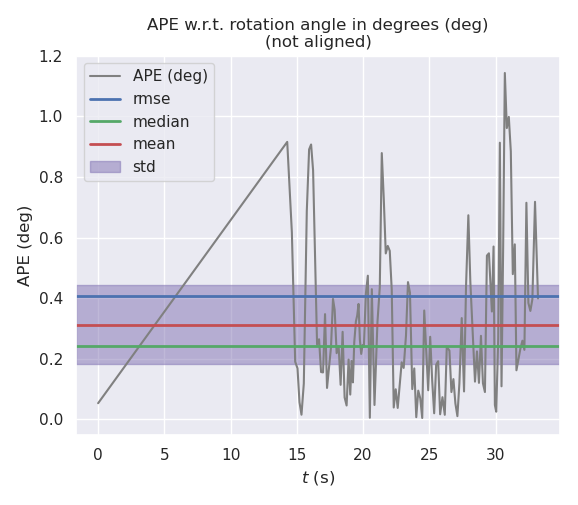 APE w.r.t. rotation angle in degrees (deg)
(not aligned)
APE (deg)
rmse
median
mean
std
APE (deg)
1.2
1.0
0.8
0.6
0.4
0.2
0.0
0 5 10 15 20 25 30
t (s)